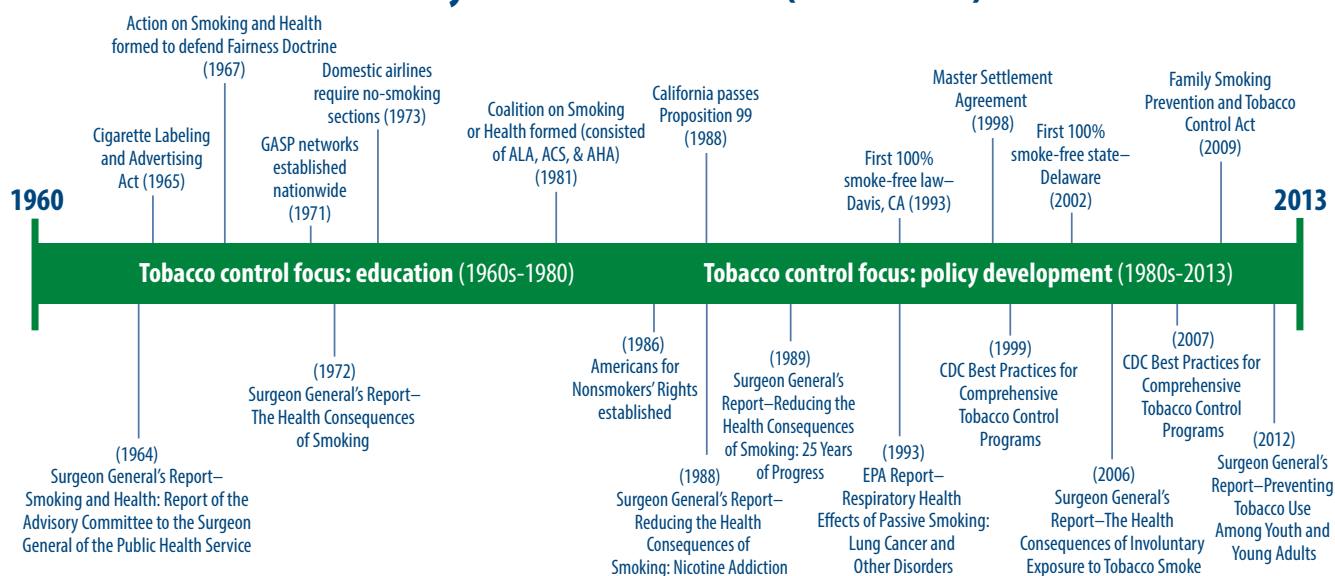 Action on Smoking and Health
formed to defend Fairness Doctrine
(1967)
Cigarette Labeling
and Advertising
Act (1965)
GASP networks
established
nationwide
(1971)
Domestic airlines
require no-smoking
sections (1973)
Coalition on Smoking
or Health formed (consisted
of ALA, ACS, & AHA)
(1981)
California passes
Proposition 99
(1988)
First 100%
smoke-free law–
Davis, CA (1993)
Master Settlement
Agreement
(1998)
First 100%
smoke-free state–
Delaware
(2002)
Family Smoking
Prevention and Tobacco
Control Act
(2009)
1960
2013
Tobacco control focus: education (1960s-1980)
Tobacco control focus: policy development (1980s-2013)
(1964)
Surgeon General's Report–
Smoking and Health: Report of the
Advisory Committee to the Surgeon
General of the Public Health Service
(1972)
Surgeon General's Report–
The Health Consequences
of Smoking
(1986)
Americans for
Nonsmokers' Rights
established
(1988)
Surgeon General's Report–
Reducing the Health
Consequences of
Smoking: Nicotine Addiction
(1989)
Surgeon General's
Report–Reducing the
Health Consequences
of Smoking: 25 Years
of Progress
(1993)
EPA Report–
Respiratory Health
Effects of Passive Smoking:
Lung Cancer and
Other Disorders
(1999)
CDC Best Practices for
Comprehensive
Tobacco Control
Programs
(2006)
Surgeon General's
Report–The Health
Consequences of Involuntary
Exposure to Tobacco Smoke
(2007)
CDC Best Practices for
Comprehensive
Tobacco Control
Programs
(2012)
Surgeon General's
Report–Preventing
Tobacco Use
Among Youth and
Young Adults